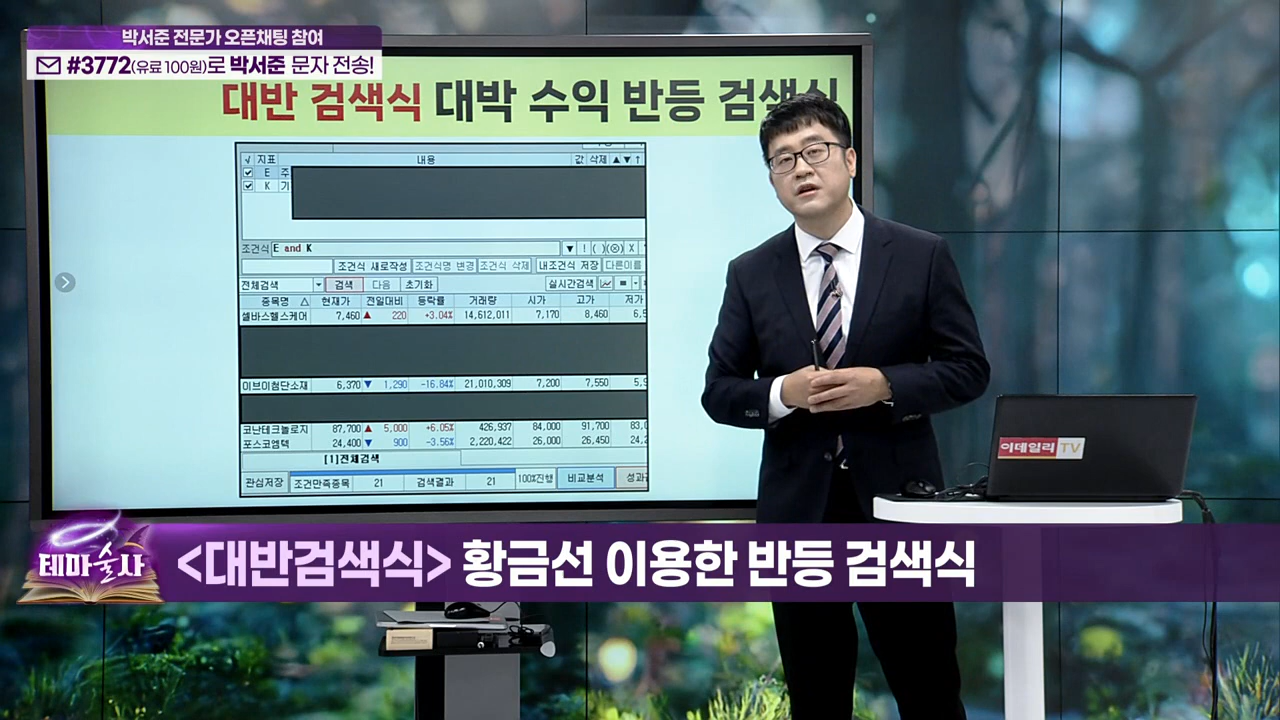 박서준 전문가 오픈채팅 참여
#3772(유료 100원)로 박서준 문자 전송!
대반 검색식 대박 수익 반등 검색식
√ 지표 내용 값 삭제 ▲▼↑
E 주
K 기
조건식 E and K ▼ ! ( )(⊗) X
조건식 새로작성 조건식명 변경 조건식 삭제 내조건식 저장 다른이름
전체검색 검색 다음 초기화 실시간검색
종목명 △ 현재가 전일대비 등락률 거래량 시가 고가 저가
셀바스헬스케어 7,460 ▲ 220 +3.04% 14,612,011 7,170 8,460 6,5
이브이첨단소재 6,370 ▼ 1,290 -16.84% 21,010,309 7,200 7,550 5,9
코난테크놀로지 87,700 ▲ 5,000 +6.05% 426,937 84,000 91,700 83,0
포스코엠텍 24,400 ▼ 900 -3.56% 2,220,422 26,000 26,450 24,2
[1]전체검색
관심저장 조건만족종목 21 검색결과 21 100%진행 비교분석 성과
이데일리TV
테마술사
<대반검색식> 황금선 이용한 반등 검색식